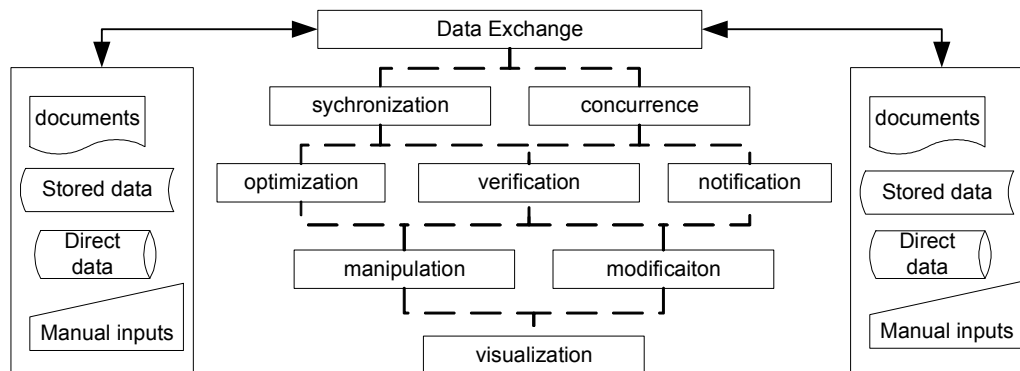 Data Exchange
documents
Stored data
Direct
data
Manual inputs
sychronization
concurrence
optimization
verification
notification
manipulation
modificaiton
visualization
documents
Stored data
Direct
data
Manual inputs